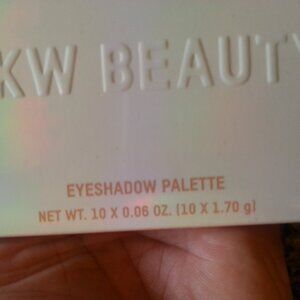 KW BEAUTY
EYESHADOW PALETTE
NET WT. 10 X 0.06 OZ. (10 X 1.70 g)